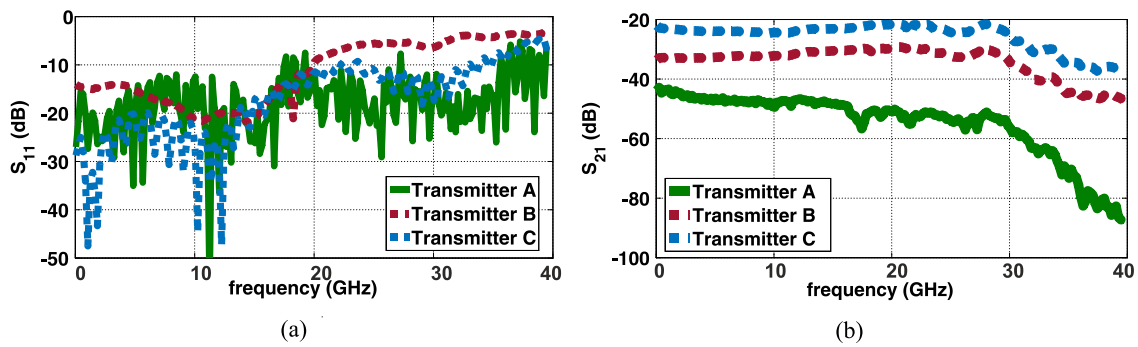 0
-10
-20
-30
-40
-50
S11 (dB)
Transmitter A
Transmitter B
Transmitter C
0 10 20 30 40
frequency (GHz)
(a)
-20
-40
-60
-80
-100
S21 (dB)
Transmitter A
Transmitter B
Transmitter C
0 10 20 30 40
frequency (GHz)
(b)